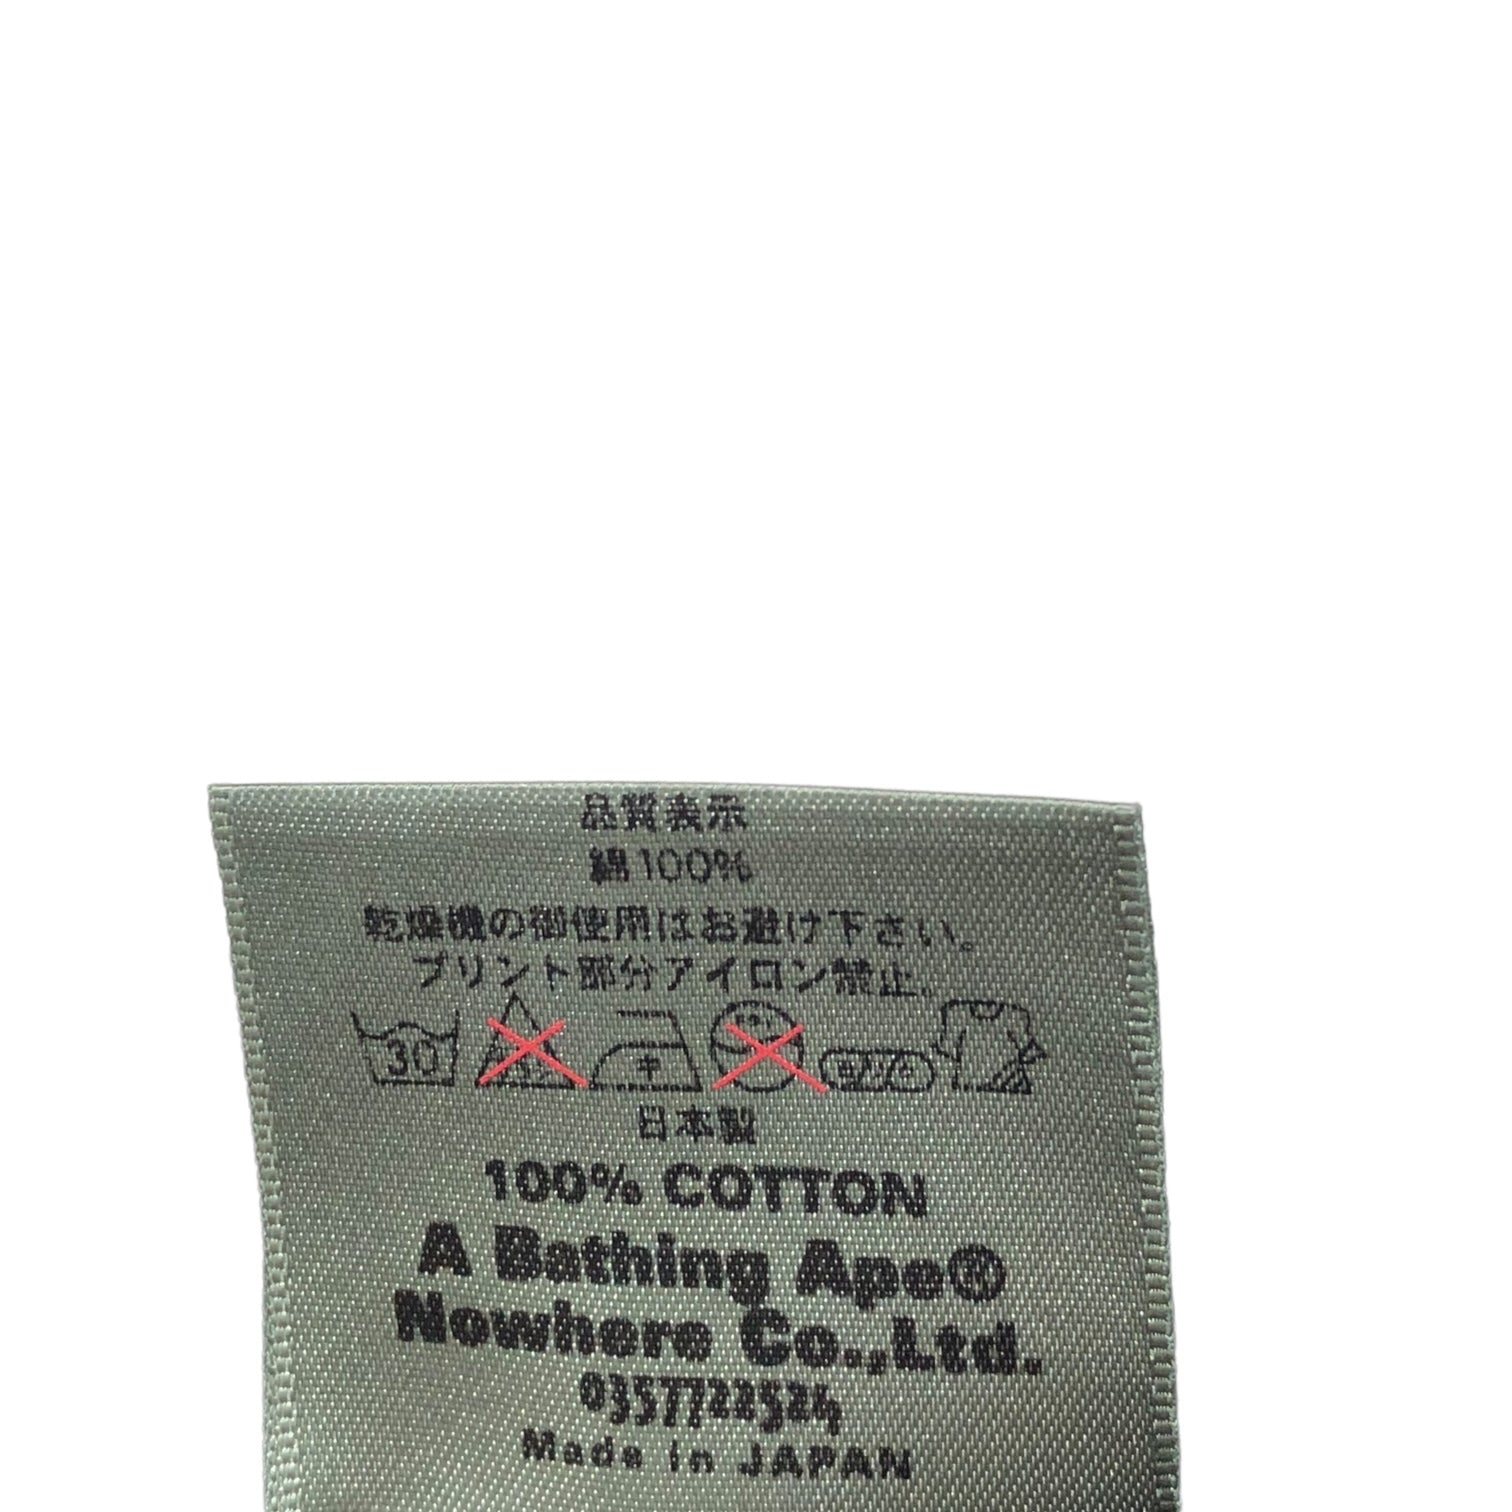 品質表示
綿100%
乾燥機の御使用はお避け下さい。
プリント部分アイロン禁止。
30 中
日本製
100% COTTON
A Bathing Ape®
Nowhere Co.,Ltd.
0357722524
Made in JAPAN